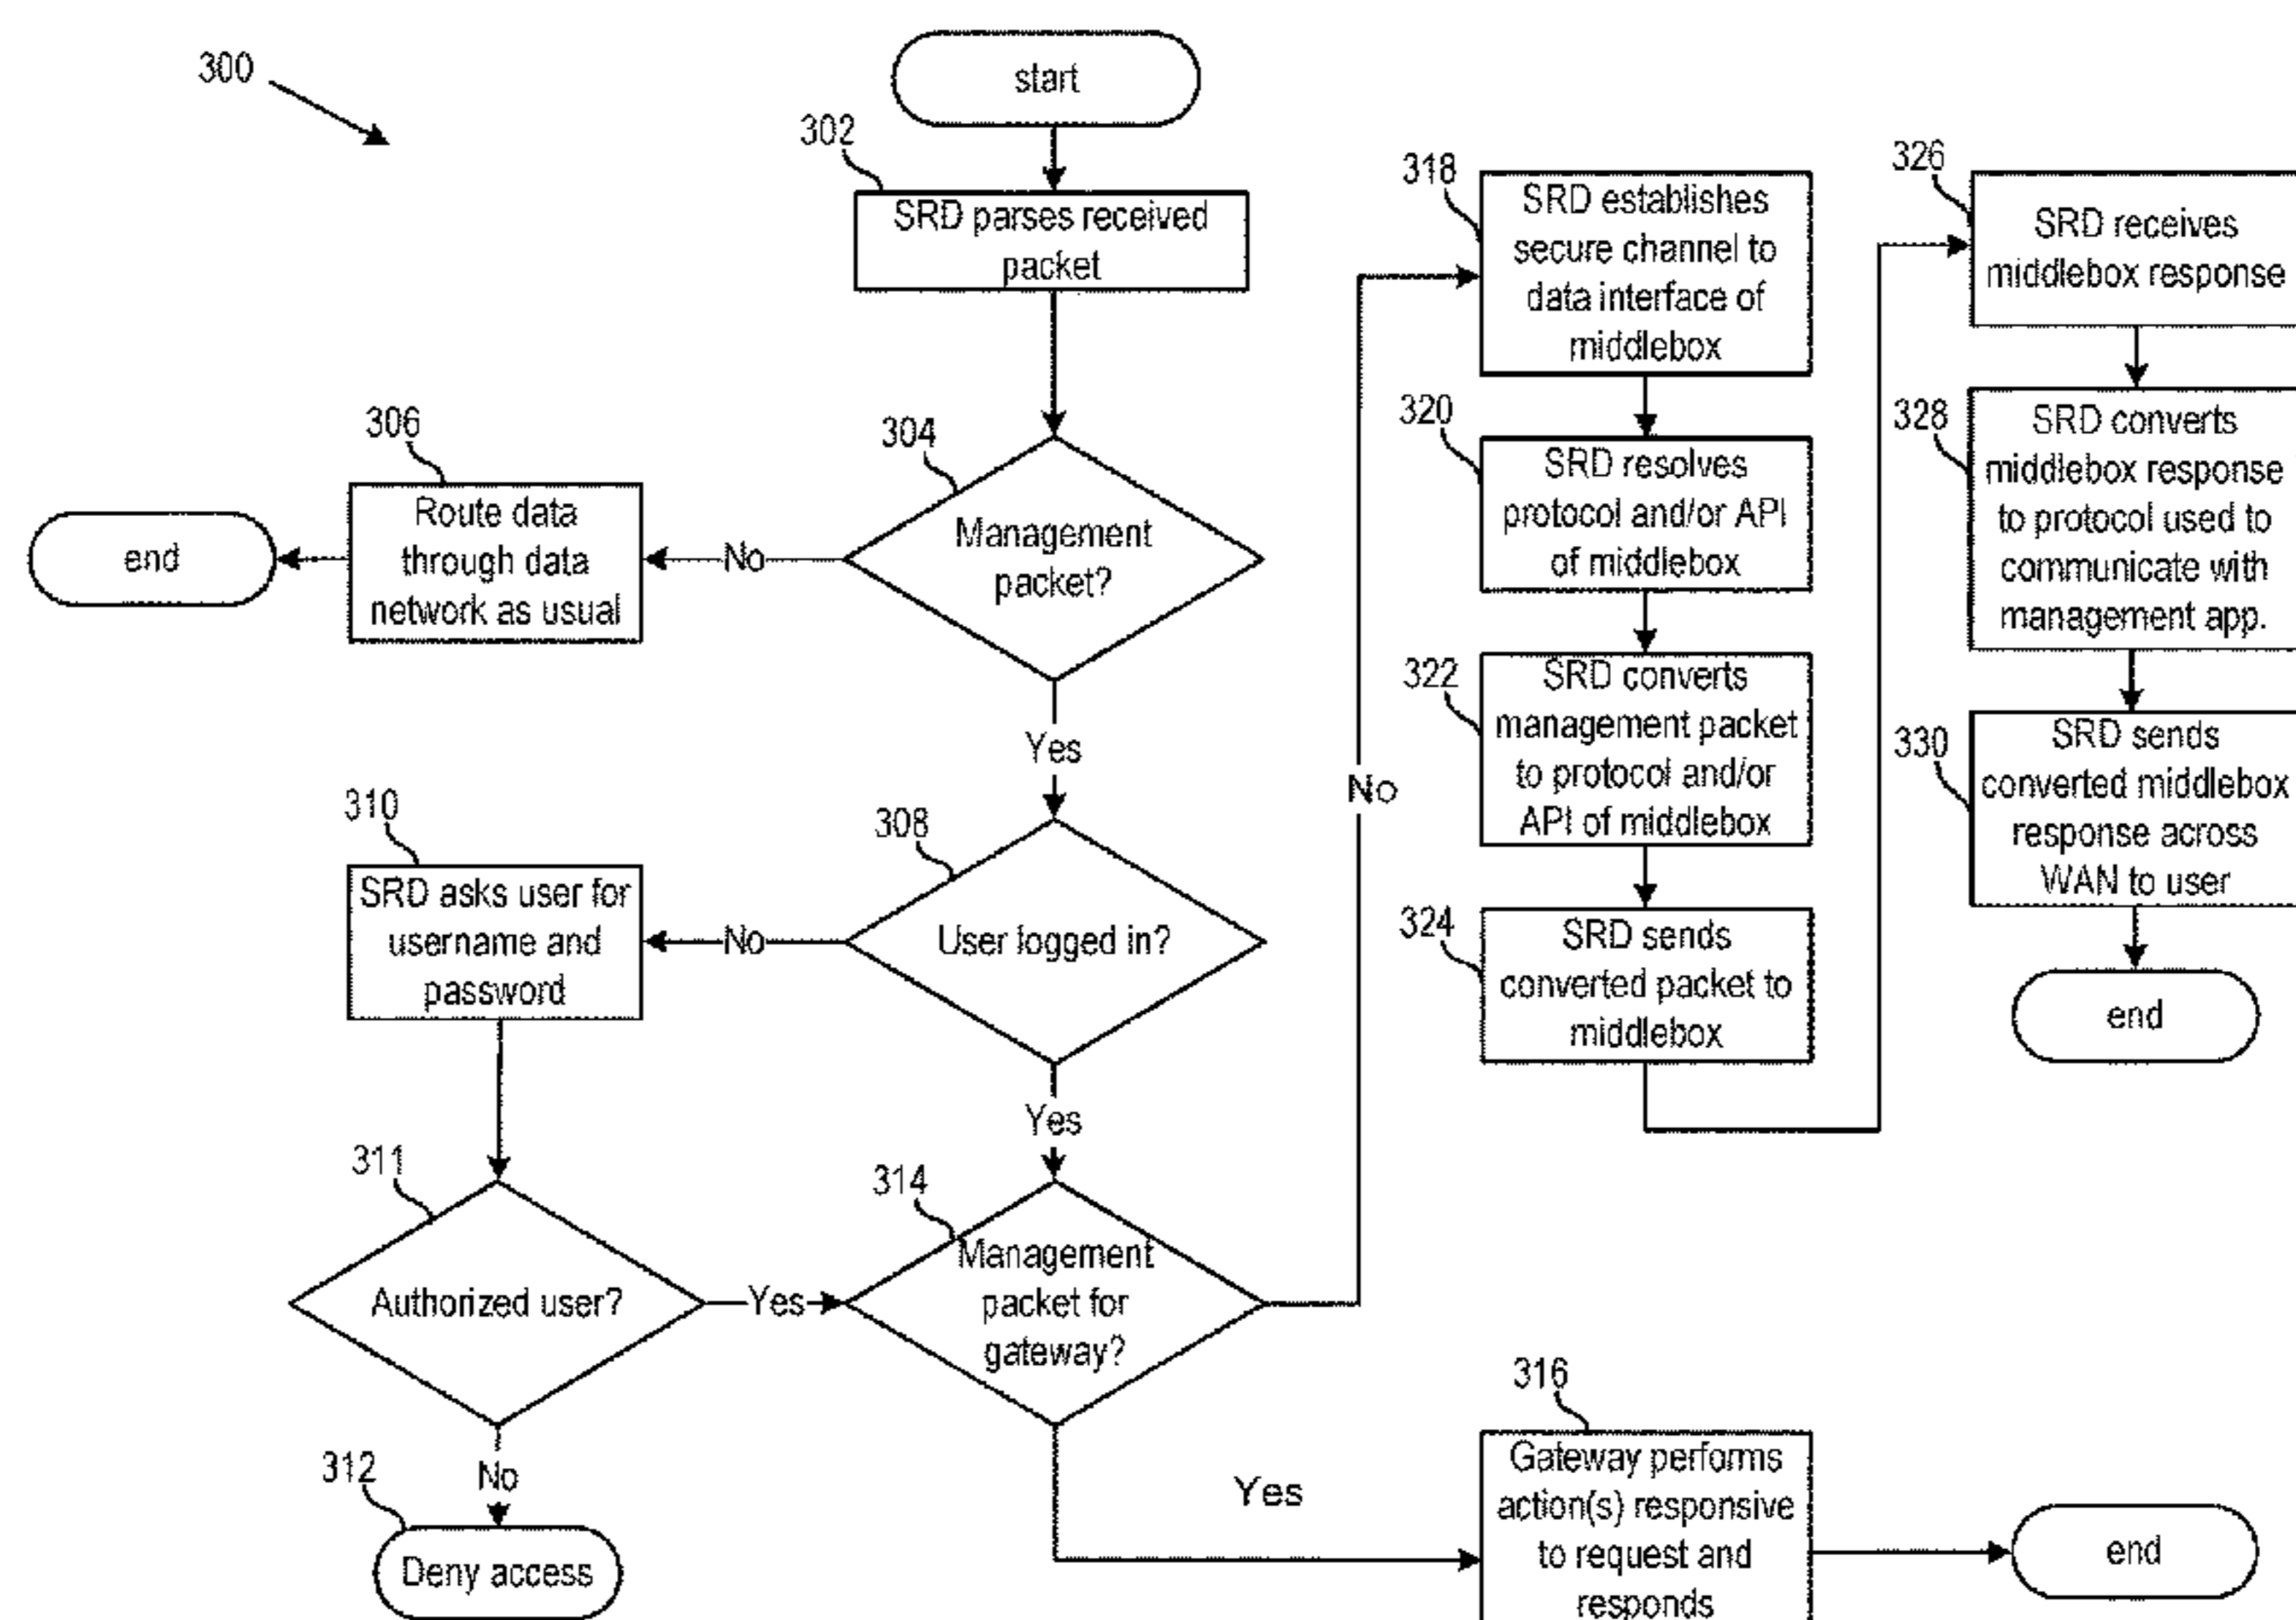 300
start
302
SRD parses received
packet
304
Management
packet?
No
306
Route data
through data
network as usual
end
Yes
308
User logged in?
No
310
SRD asks user for
username and
password
311
Authorized user?
No
312
Deny access
Yes
Yes
314
Management
packet for
gateway?
Yes
316
Gateway performs
action(s) responsive
to request and
responds
end
No
318
SRD establishes
secure channel to
data interface of
middlebox
320
SRD resolves
protocol and/or API
of middlebox
322
SRD converts
management packet
to protocol and/or
API of middlebox
324
SRD sends
converted packet to
middlebox
326
SRD receives
middlebox response
328
SRD converts
middlebox response
to protocol used to
communicate with
management app.
330
SRD sends
converted middlebox
response across
WAN to user
end